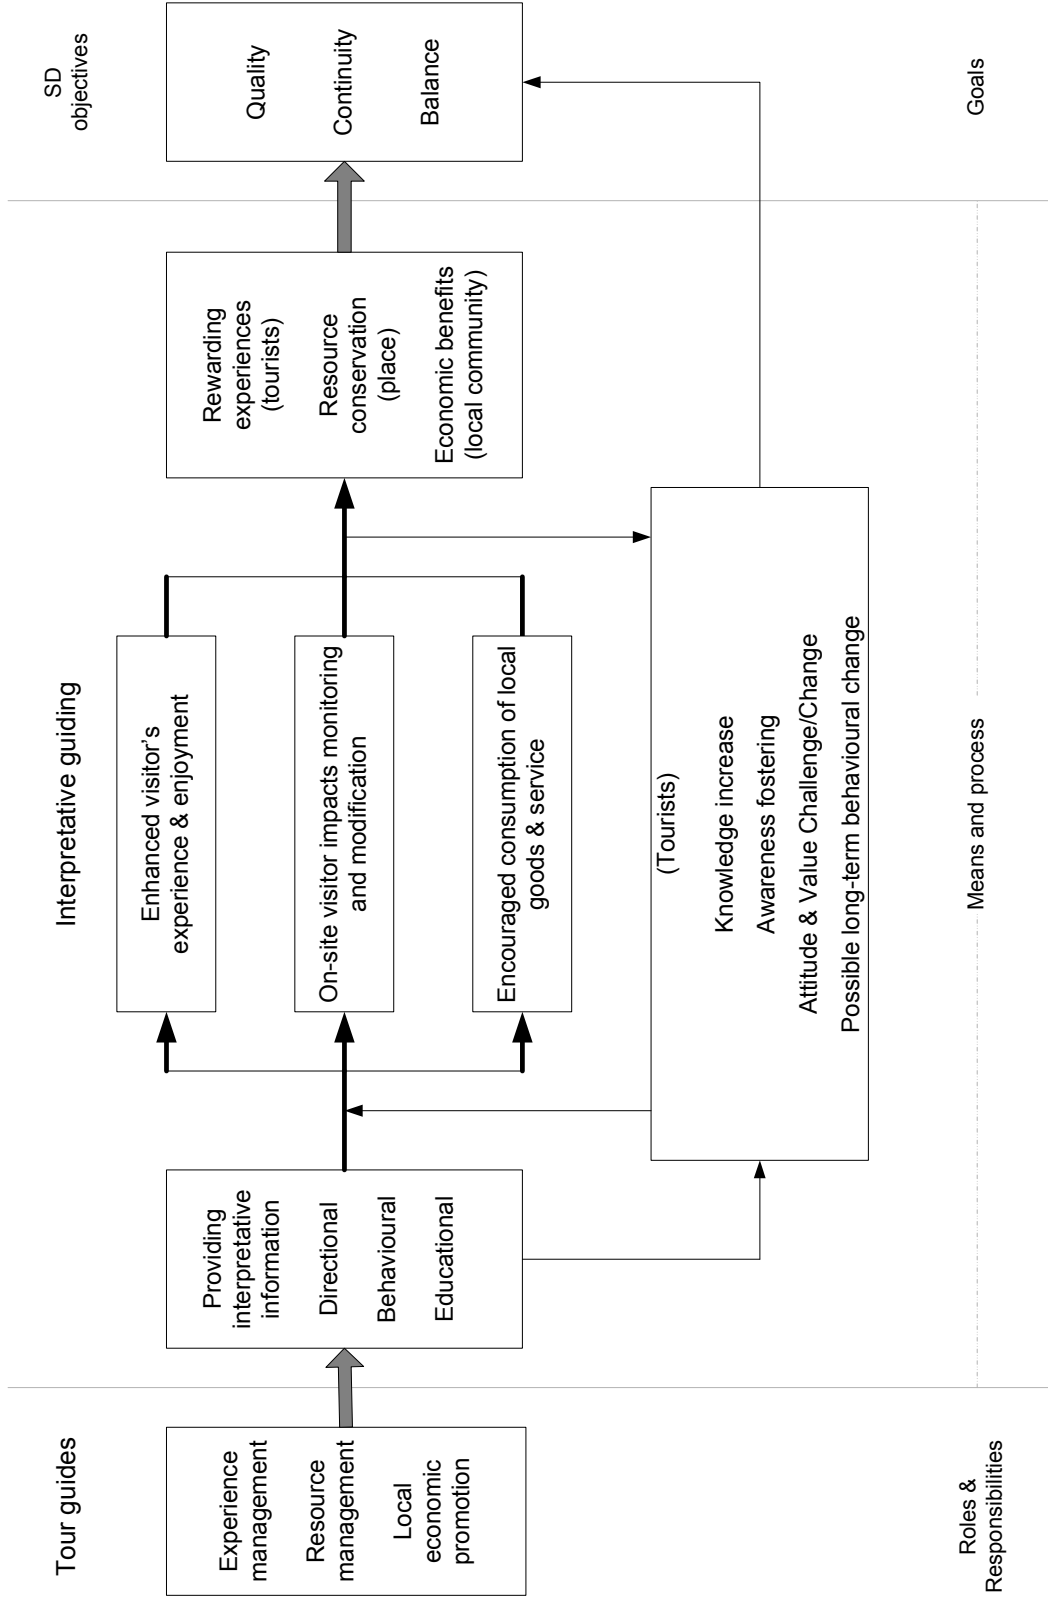 Tour guides
Interpretative guiding
SD
objectives
Experience
management
Resource
management
Local
economic
promotion
Providing
interpretative
information
Directional
Behavioural
Educational
Enhanced visitor's
experience & enjoyment
On-site visitor impacts monitoring
and modification
Encouraged consumption of local
goods & service
Rewarding
experiences
(tourists)
Resource
conservation
(place)
Economic benefits
(local community)
Quality
Continuity
Balance
(Tourists)
Knowledge increase
Awareness fostering
Attitude & Value Challenge/Change
Possible long-term behavioural change
Roles &
Responsibilities
Means and process
Goals